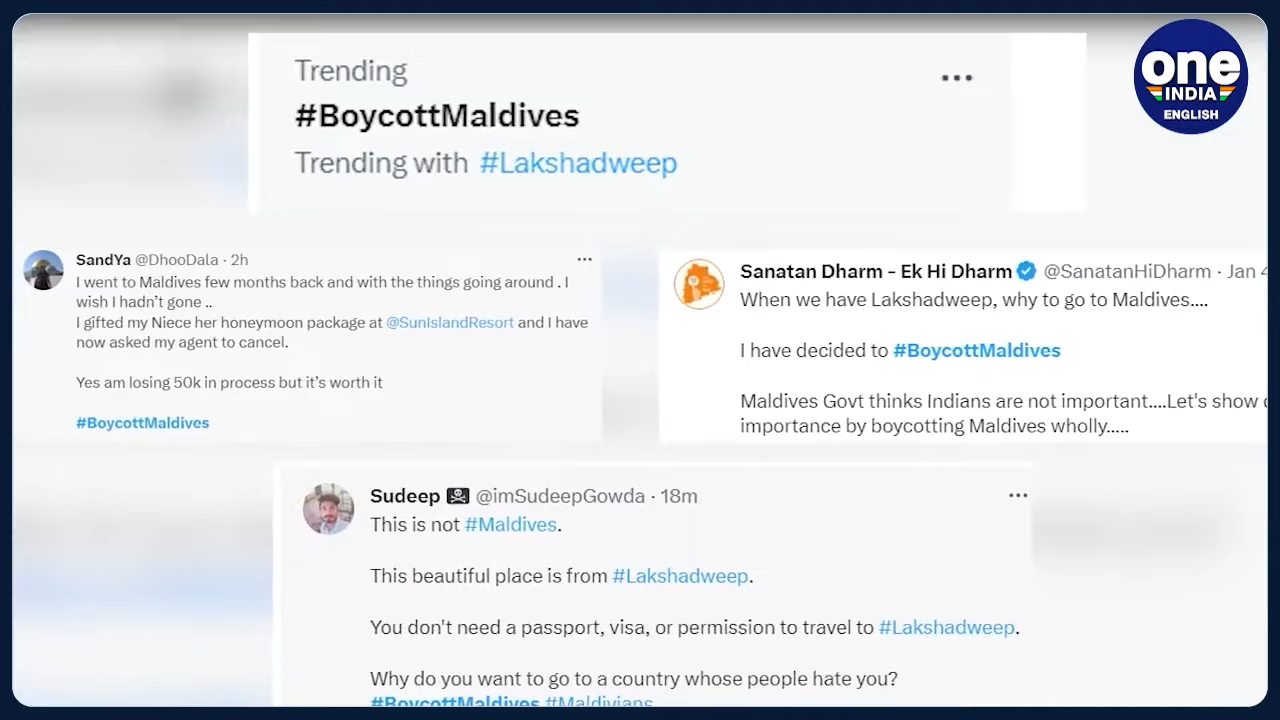 one
INDIA
ENGLISH
Trending
#BoycottMaldives
Trending with #Lakshadweep
SandYa @DhooDala · 2h
I went to Maldives few months back and with the things going around . I
wish I hadn't gone ..
I gifted my Niece her honeymoon package at @SunIslandResort and I have
now asked my agent to cancel.
Yes am losing 50k in process but it's worth it
#BoycottMaldives
Sanatan Dharm - Ek Hi Dharm @SanatanHiDharm · Jan 4
When we have Lakshadweep, why to go to Maldives....
I have decided to #BoycottMaldives
Maldives Govt thinks Indians are not important....Let's show
importance by boycotting Maldives wholly.....
Sudeep @imSudeepGowda · 18m
This is not #Maldives.
This beautiful place is from #Lakshadweep.
You don't need a passport, visa, or permission to travel to #Lakshadweep.
Why do you want to go to a country whose people hate you?
#BoycottMaldives #Maldivians